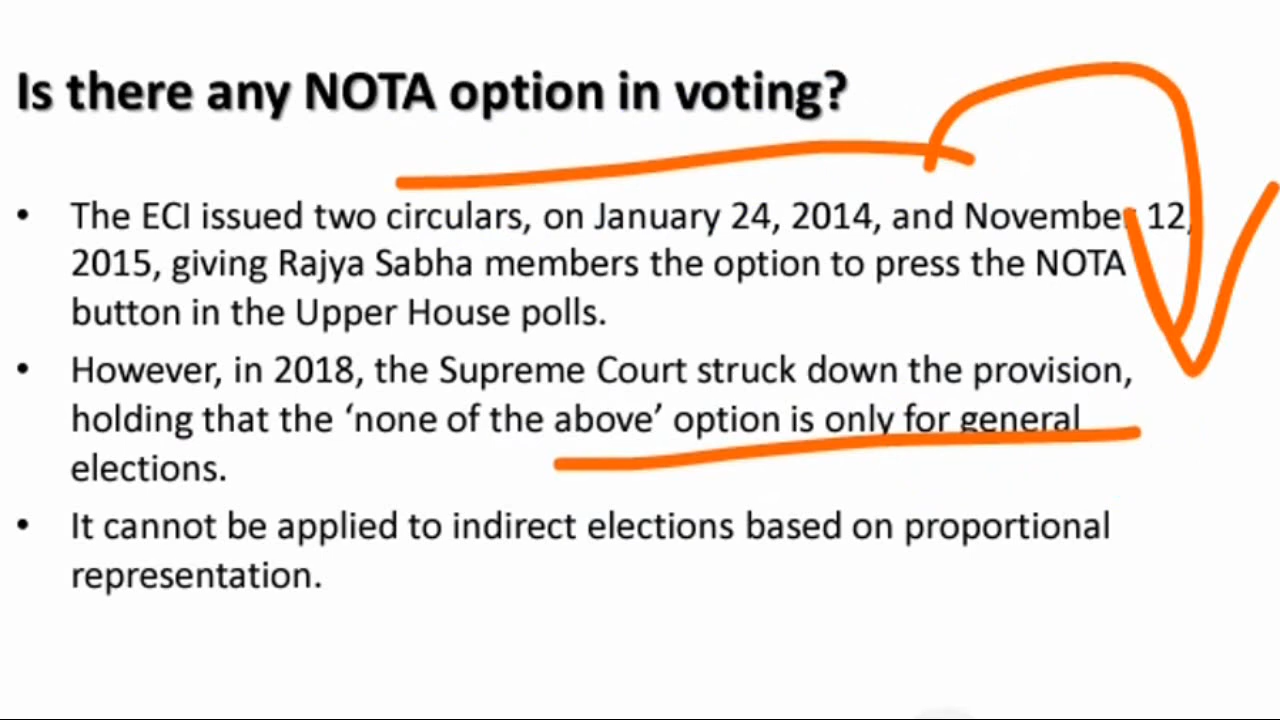 Is there any NOTA option in voting?
• The ECI issued two circulars, on January 24, 2014, and November 12,
2015, giving Rajya Sabha members the option to press the NOTA
button in the Upper House polls.
• However, in 2018, the Supreme Court struck down the provision,
holding that the ‘none of the above’ option is only for general
elections.
• It cannot be applied to indirect elections based on proportional
representation.